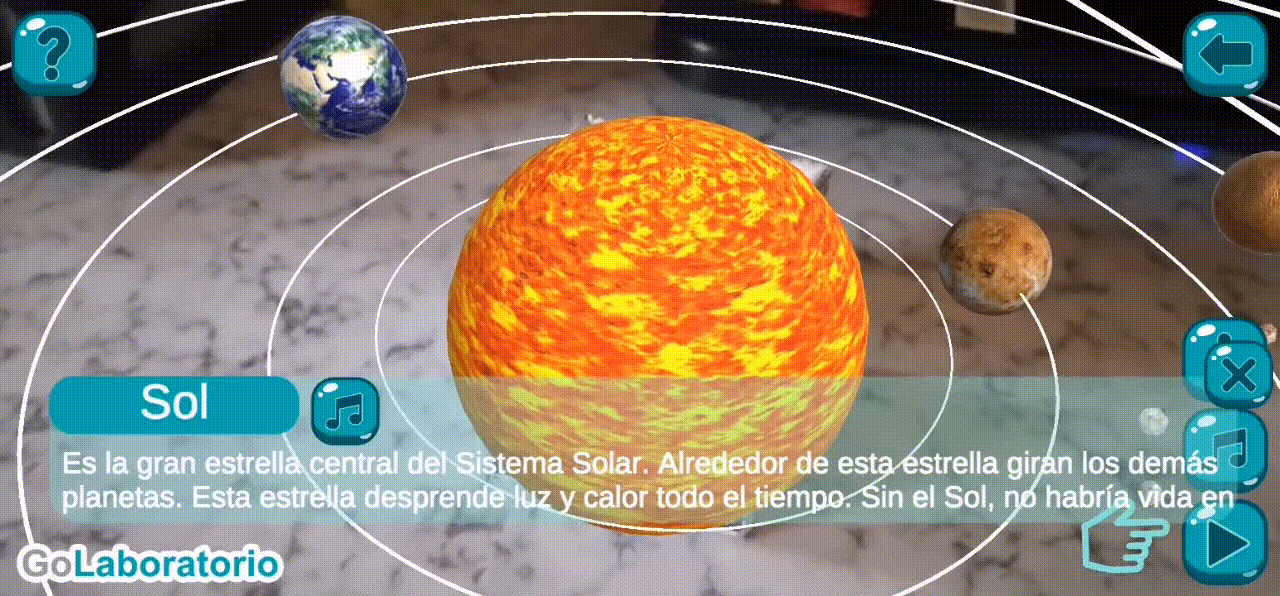 ?
Sol
Es la gran estrella central del Sistema Solar. Alrededor de esta estrella giran los demás
planetas. Esta estrella desprende luz y calor todo el tiempo. Sin el Sol, no habría vida en
GoLaboratorio